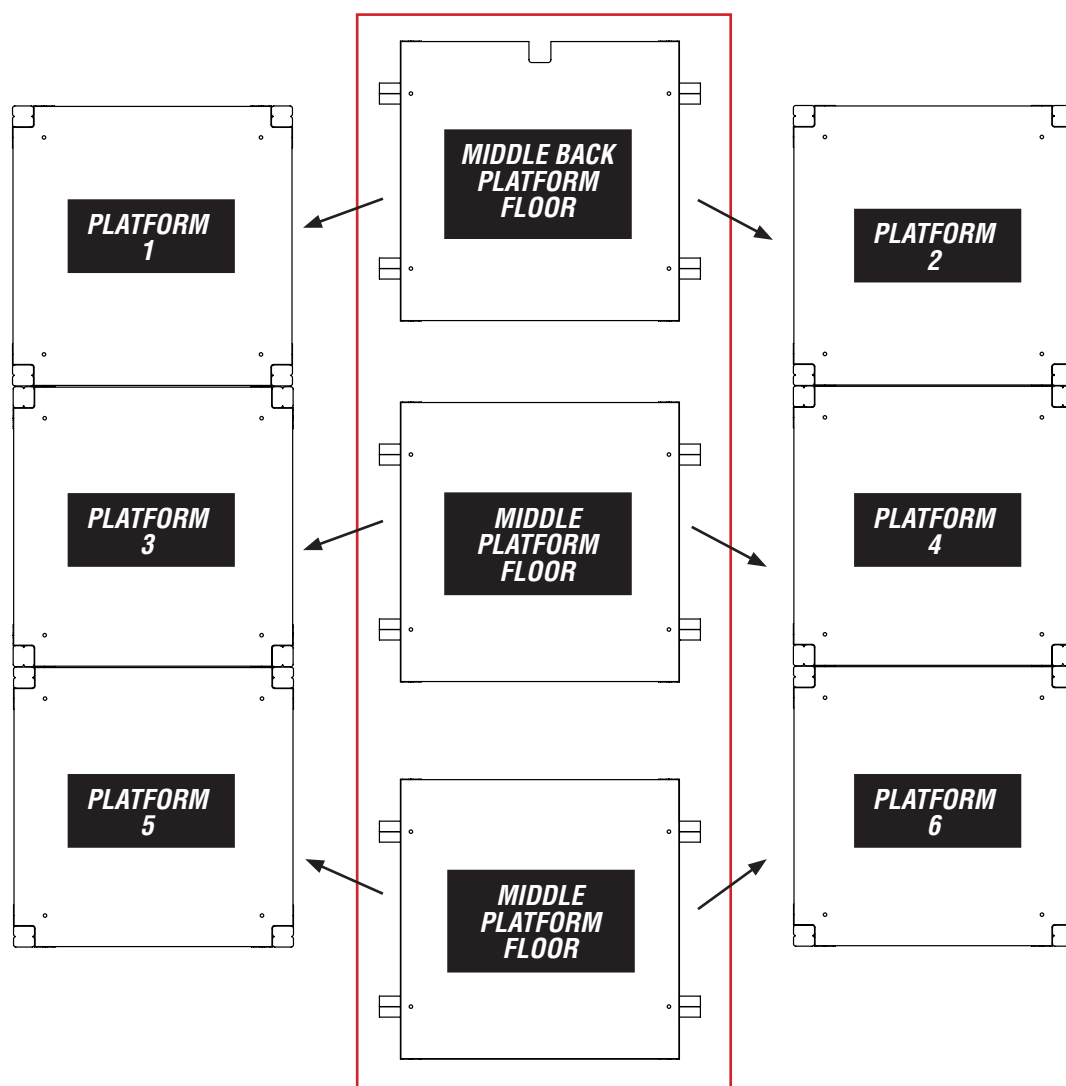 MIDDLE BACK
PLATFORM
FLOOR
PLATFORM
1
PLATFORM
2
PLATFORM
3
MIDDLE
PLATFORM
FLOOR
PLATFORM
4
PLATFORM
5
MIDDLE
PLATFORM
FLOOR
PLATFORM
6